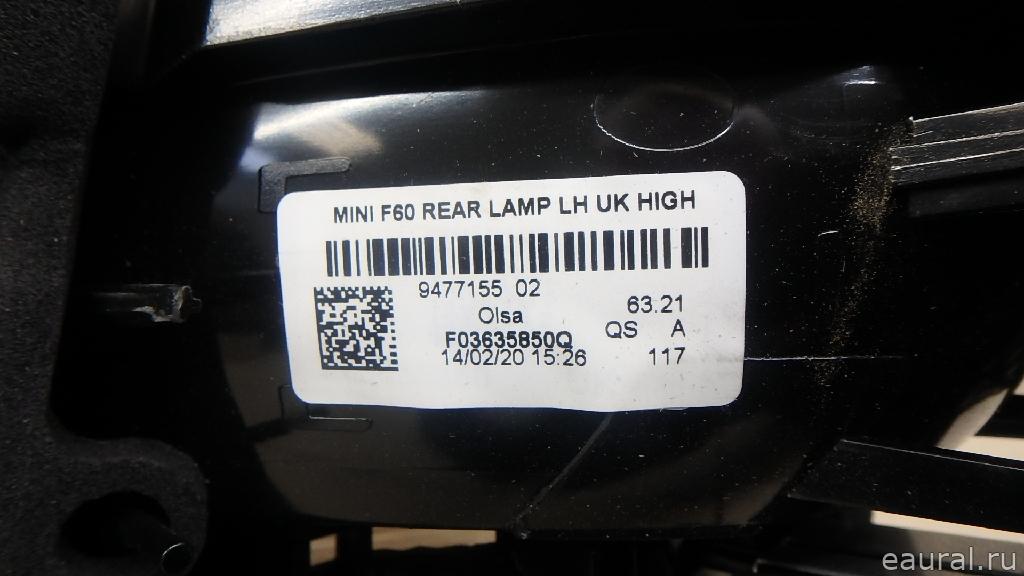 MINI F60 REAR LAMP LH UK HIGH
9477155 02
Olsa 63.21
F03635850Q QS A
14/02/20 15:26 117
eaural.ru